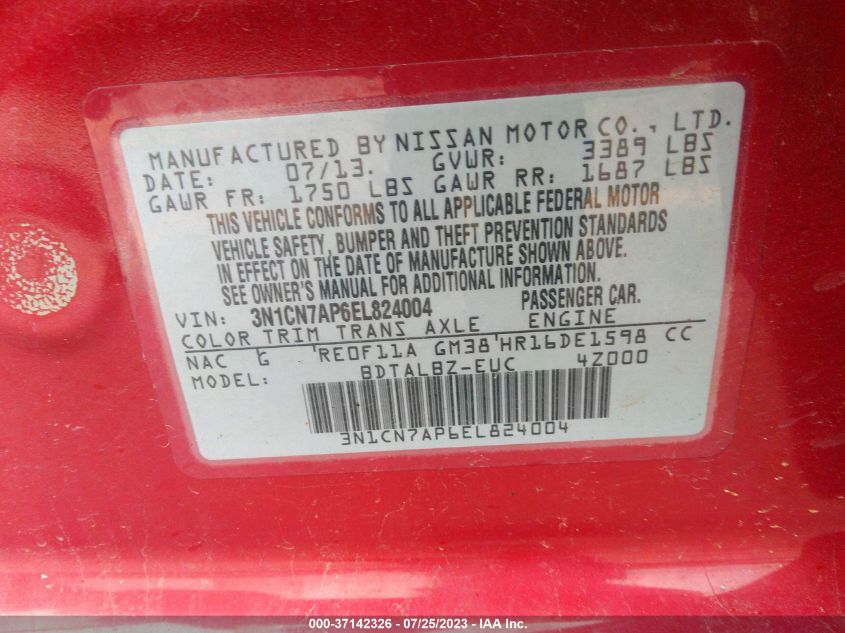 MANUFACTURED BY NISSAN MOTOR CO., LTD.
DATE: 07/13. GVWR: 3389 LBS
GAWR FR: 1750 LBS GAWR RR: 1687 LBS
THIS VEHICLE CONFORMS TO ALL APPLICABLE FEDERAL MOTOR
VEHICLE SAFETY, BUMPER AND THEFT PREVENTION STANDARDS
IN EFFECT ON THE DATE OF MANUFACTURE SHOWN ABOVE.
SEE OWNER'S MANUAL FOR ADDITIONAL INFORMATION.
VIN: 3N1CN7AP6EL824004 PASSENGER CAR.
COLOR TRIM TRANS AXLE ENGINE
NAC G 'RE0F11A GM38'HR16DE1598 CC
MODEL: BDTALBZ-EUC 4Z000
3N1CN7AP6EL824004
000-37142326 - 07/25/2023 - IAA Inc.